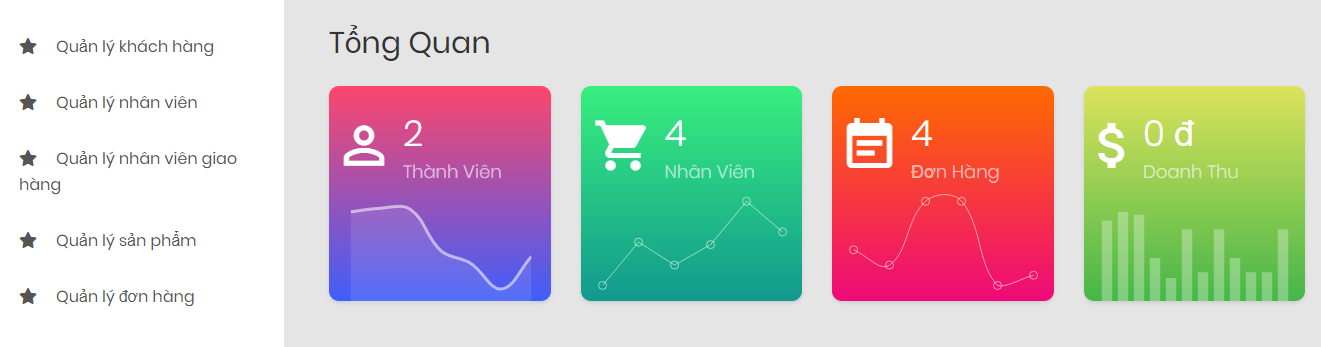 Quản lý khách hàng
Quản lý nhân viên
Quản lý nhân viên giao
hàng
Quản lý sản phẩm
Quản lý đơn hàng
Tổng Quan
2
Thành Viên
4
Nhân Viên
4
Đơn Hàng
0 đ
Doanh Thu